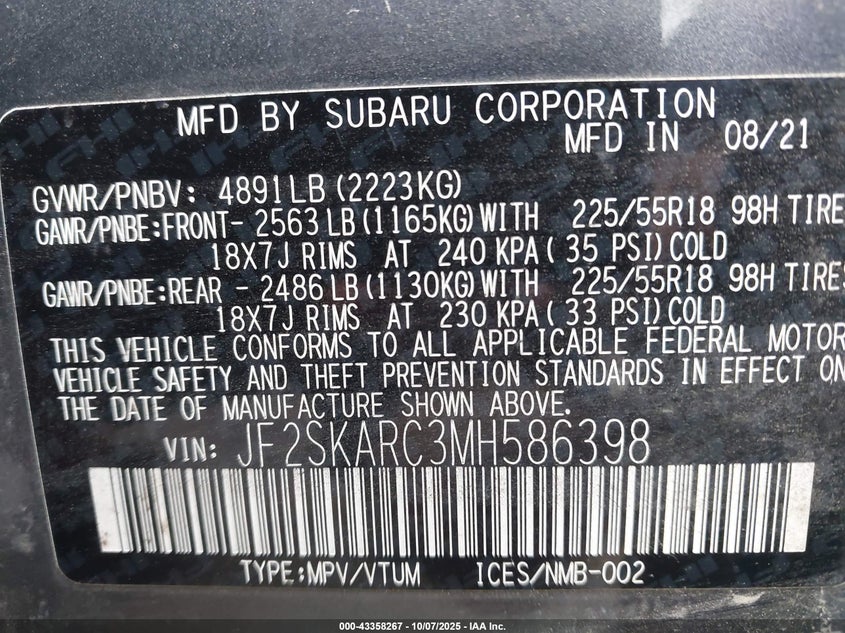 MFD BY SUBARU CORPORATION
MFD IN 08/21
GVWR/PNBV: 4891LB (2223KG)
GAWR/PNBE:FRONT- 2563 LB (1165KG) WITH 225/55R18 98H TIRE
18X7J RIMS AT 240 KPA ( 35 PSI) COLD
GAWR/PNBE:REAR - 2486 LB (1130KG) WITH 225/55R18 98H TIRES
18X7J RIMS AT 230 KPA ( 33 PSI) COLD
THIS VEHICLE CONFORMS TO ALL APPLICABLE FEDERAL MOTOR
VEHICLE SAFETY AND THEFT PREVENTION STANDARDS IN EFFECT ON
THE DATE OF MANUFACTURE SHOWN ABOVE.
VIN: JF2SKARC3MH586398
TYPE:MPV/VTUM ICES/NMB-002
000-43358267 - 10/07/2025 - IAA Inc.